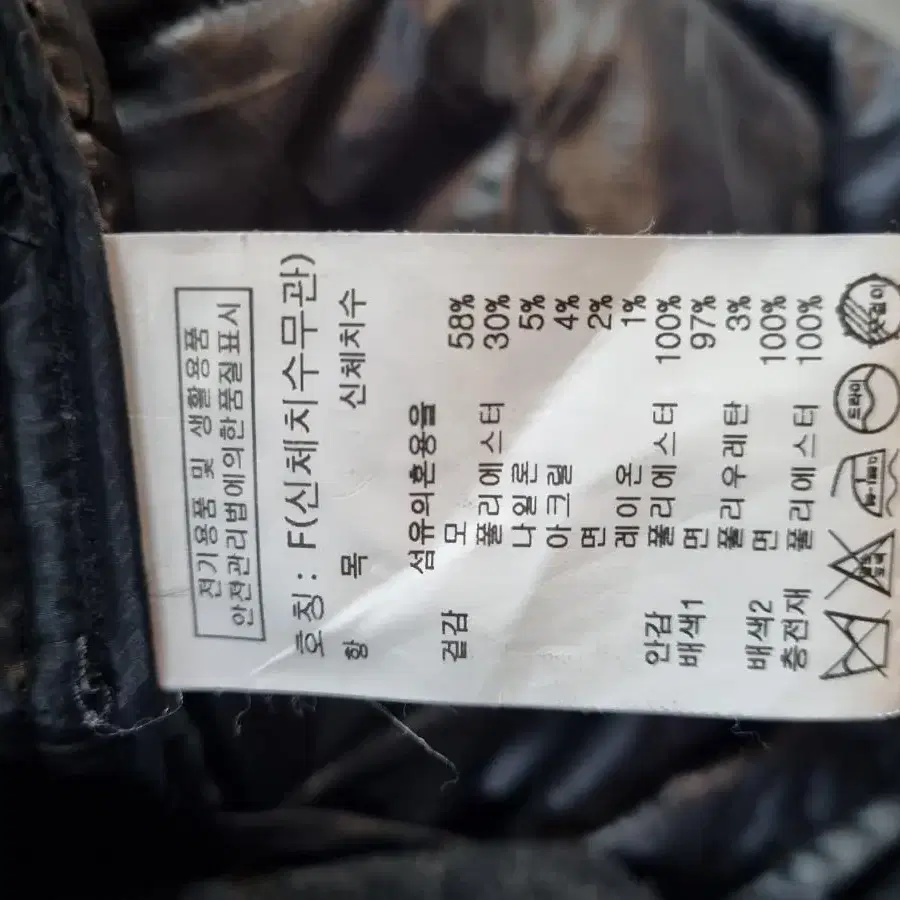 전기용품 및 생활용품
안전관리법에의한품질표시
호칭 : F(신체치수무관)
항 목 신체치수
섬유의혼용율
겉감 모 58%
폴리에스터 30%
나일론 5%
아크릴 4%
면 2%
레이온 1%
안감 폴리에스터 100%
배색1 면 97%
폴리우레탄 3%
배색2 면 100%
충전재 폴리에스터 100%
드라이
옷걸이